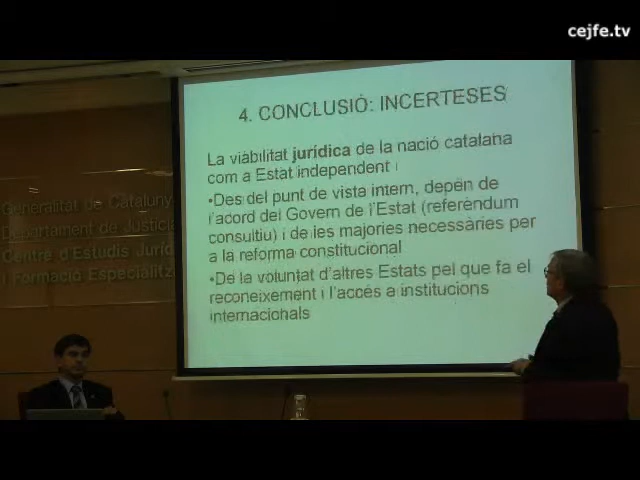 cejfe.tv
4. CONCLUSIÓ: INCERTESES
La viabilitat jurídica de la nació catalana
com a Estat independent
•Des del punt de vista intern, depèn de
l'acord del Govern de l'Estat (referèndum
consultiu) i de les majories necessàries per
a la reforma constitucional
•De la voluntat d'altres Estats pel que fa el
reconeixement i l'accés a institucions
internacionals
Generalitat de Catalunya
Departament de Justícia
Centre d'Estudis Juríd
i Formació Especialitz